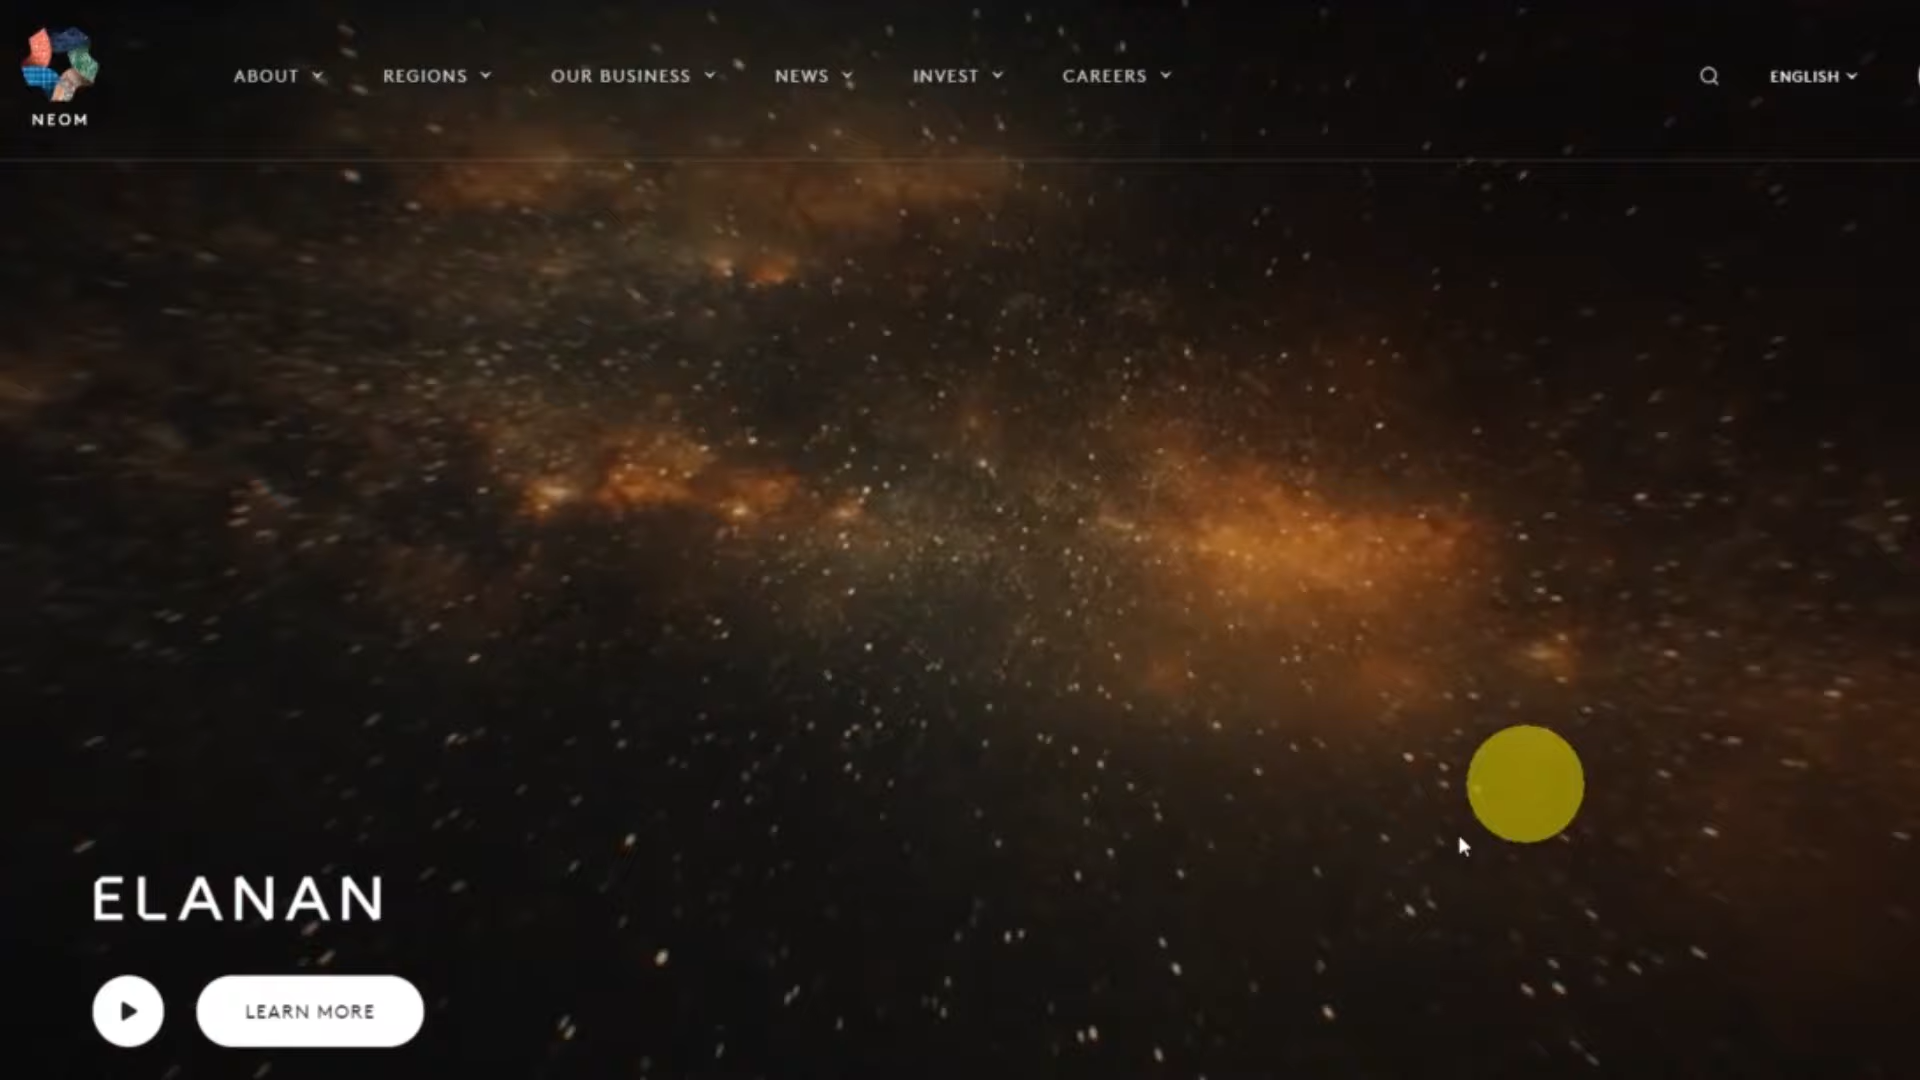 NEOM
ABOUT
REGIONS
OUR BUSINESS
NEWS
INVEST
CAREERS
ENGLISH
ELANAN
LEARN MORE